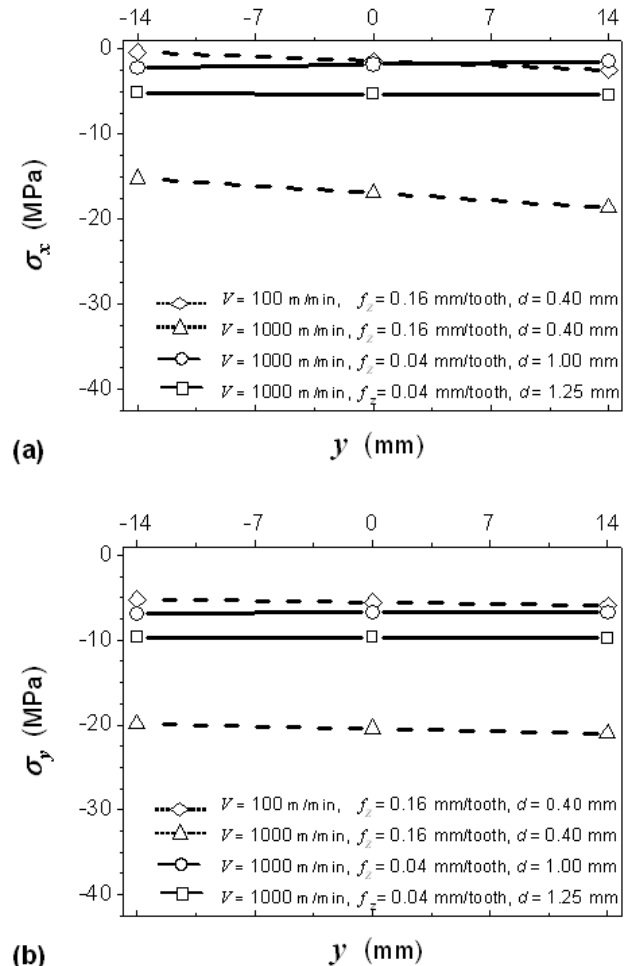 -14 -7 0 7 14
0
-10
-20
-30
-40
σx (MPa)
V = 100 m/min, fz = 0.16 mm/tooth, d = 0.40 mm
V = 1000 m/min, fz = 0.16 mm/tooth, d = 0.40 mm
V = 1000 m/min, fz = 0.04 mm/tooth, d = 1.00 mm
V = 1000 m/min, fz = 0.04 mm/tooth, d = 1.25 mm
(a) y (mm)
-14 -7 0 7 14
0
-10
-20
-30
-40
σy (MPa)
V = 100 m/min, fz = 0.16 mm/tooth, d = 0.40 mm
V = 1000 m/min, fz = 0.16 mm/tooth, d = 0.40 mm
V = 1000 m/min, fz = 0.04 mm/tooth, d = 1.00 mm
V = 1000 m/min, fz = 0.04 mm/tooth, d = 1.25 mm
(b) y (mm)